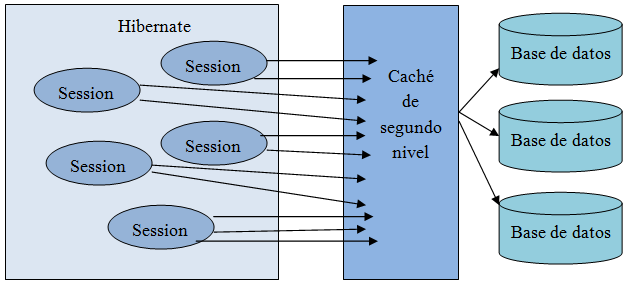 Hibernate
Session
Session
Session
Session
Session
Caché
de
segundo
nivel
Base de datos
Base de datos
Base de datos